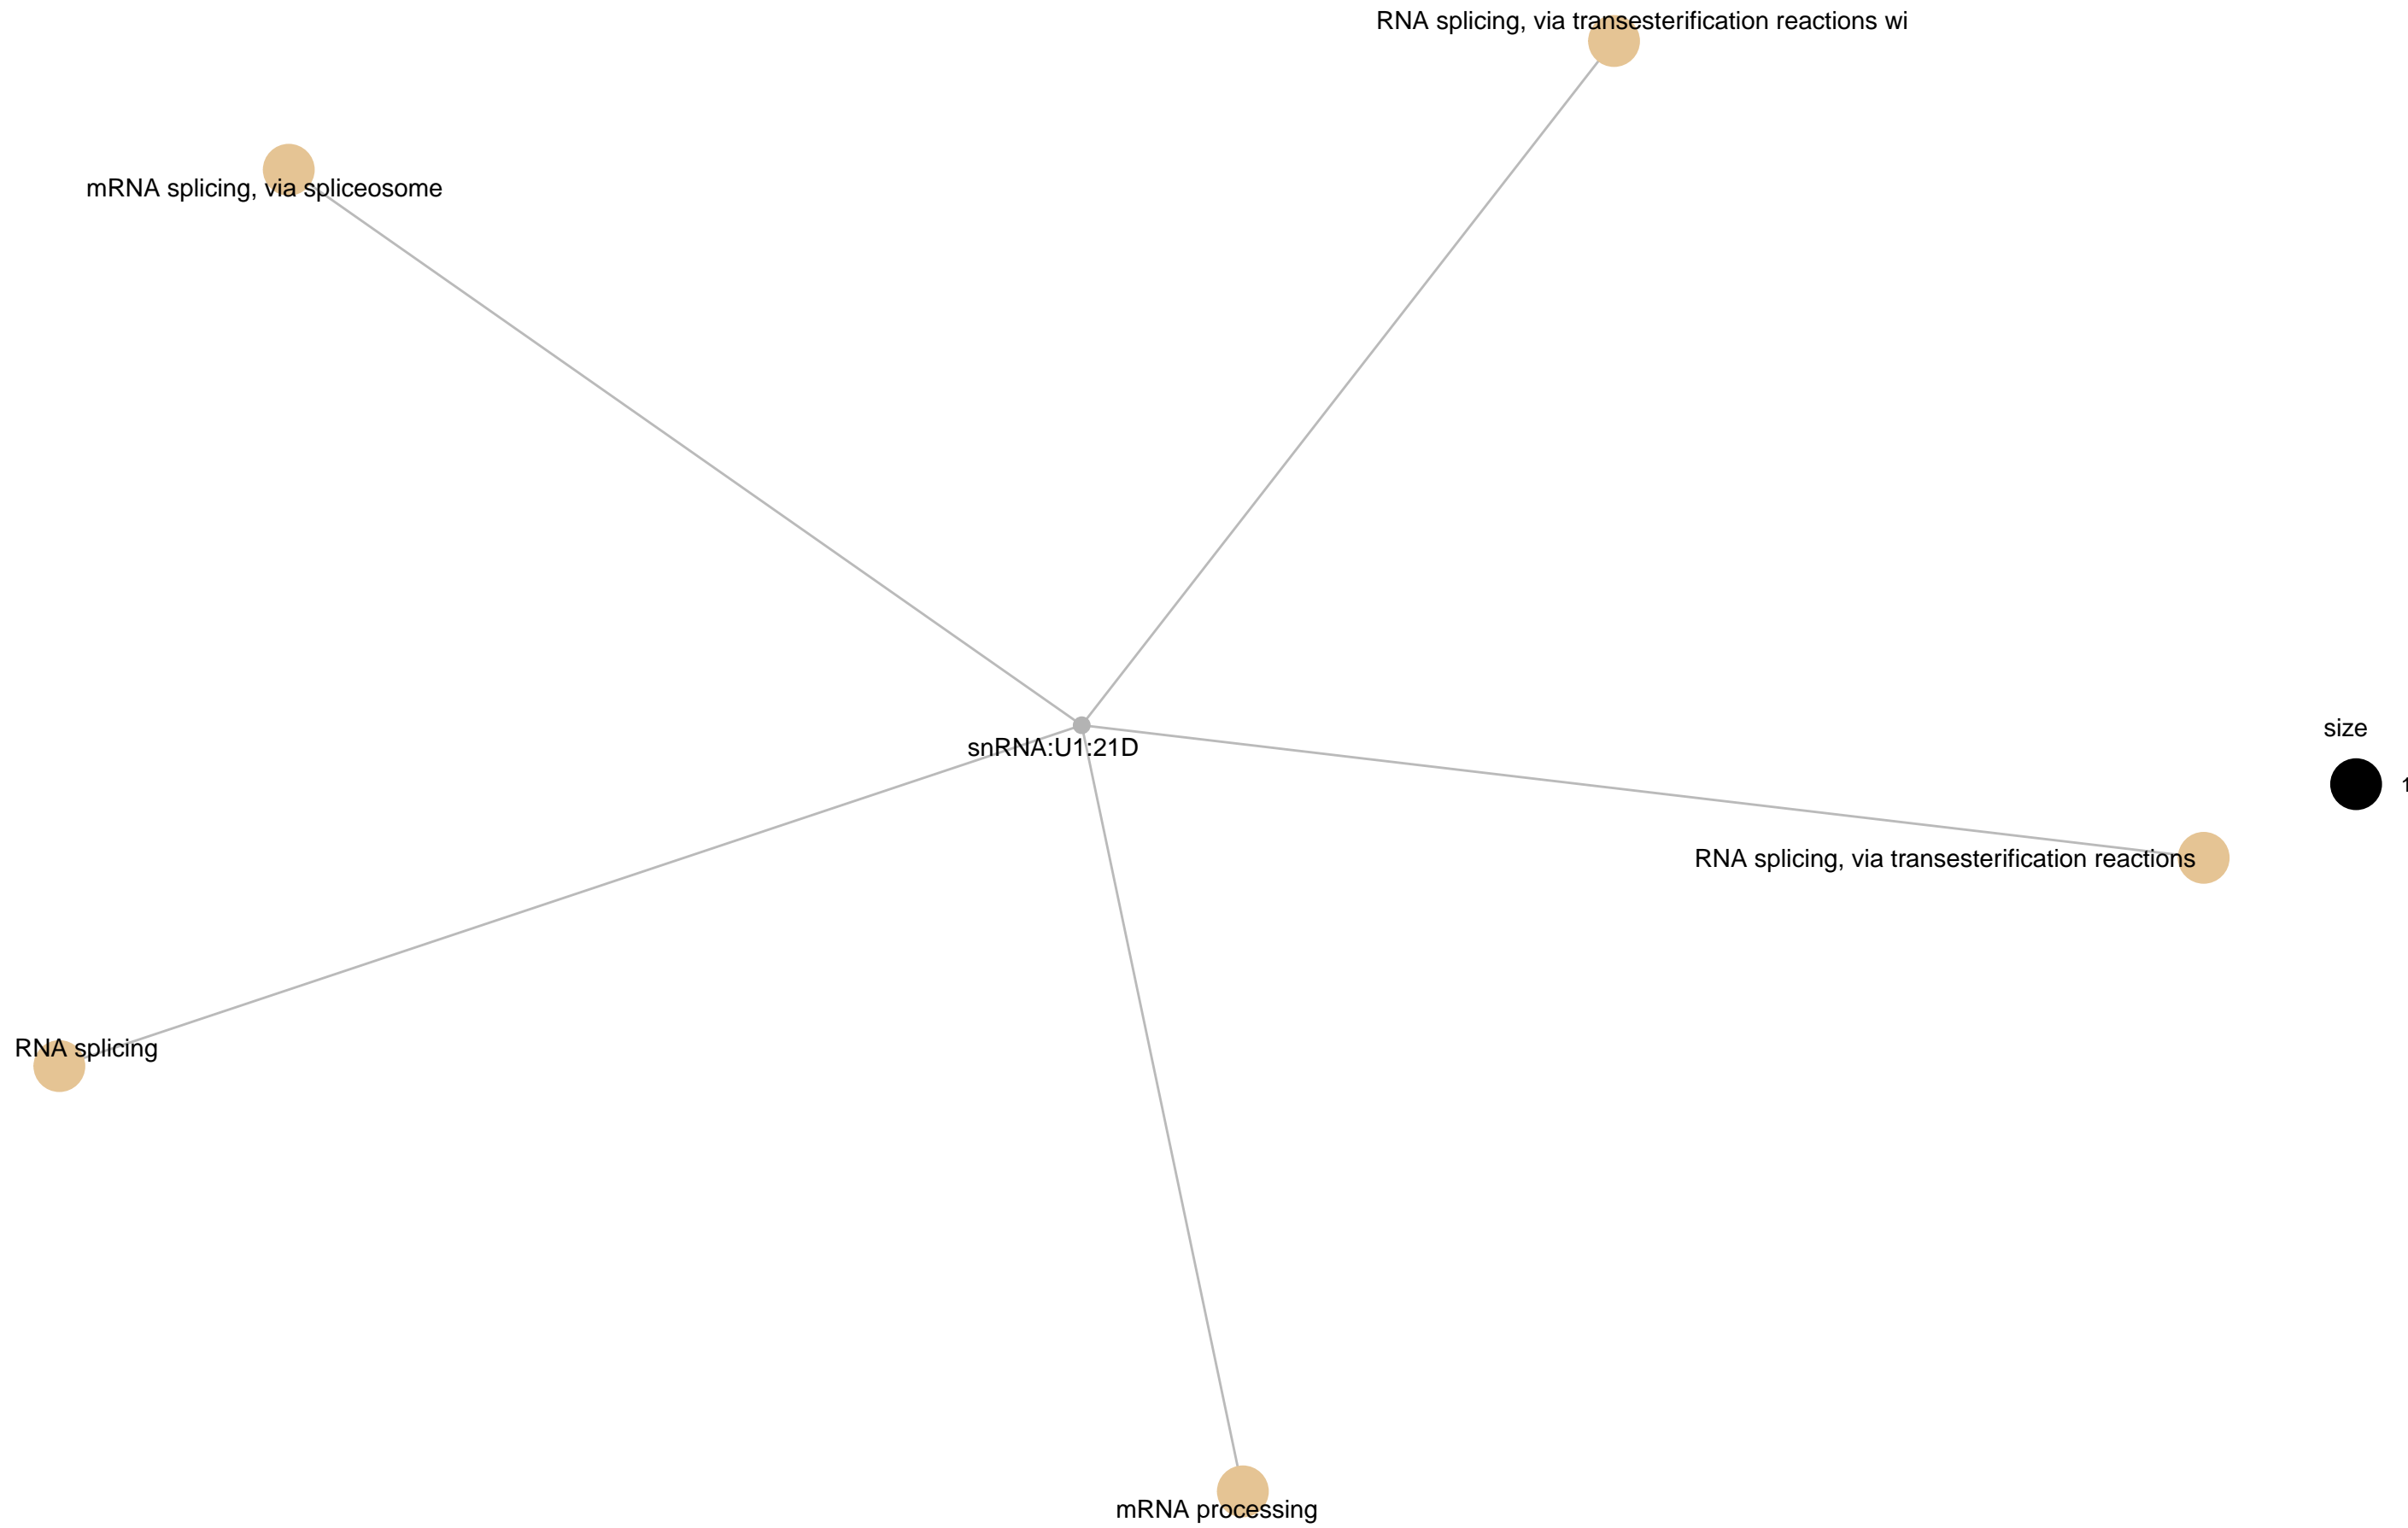 RNA splicing, via transesterification reactions wi
mRNA splicing, via spliceosome
size
snRNA:U1:21D
1
RNA splicing, via transesterification reactions
RNA splicing
mRNA processing